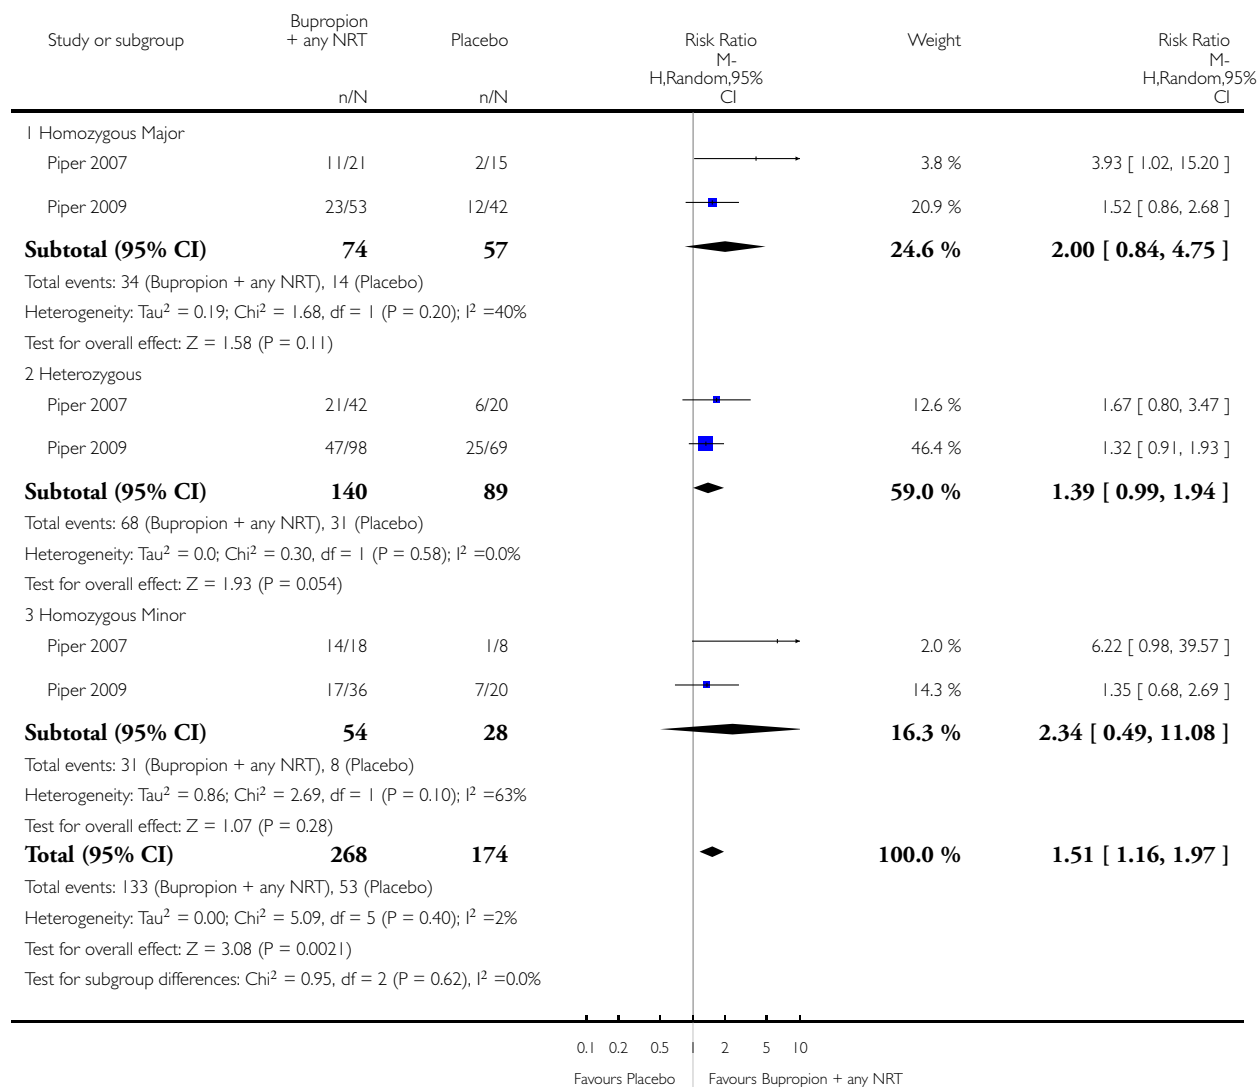 Study or subgroup Bupropion + any NRT Placebo Risk Ratio Weight Risk Ratio
M-H,Random,95% CI M-H,Random,95% CI
n/N n/N
1 Homozygous Major
Piper 2007 11/21 2/15 3.8 % 3.93 [ 1.02, 15.20 ]
Piper 2009 23/53 12/42 20.9 % 1.52 [ 0.86, 2.68 ]
Subtotal (95% CI) 74 57 24.6 % 2.00 [ 0.84, 4.75 ]
Total events: 34 (Bupropion + any NRT), 14 (Placebo)
Heterogeneity: Tau² = 0.19; Chi² = 1.68, df = 1 (P = 0.20); I² =40%
Test for overall effect: Z = 1.58 (P = 0.11)
2 Heterozygous
Piper 2007 21/42 6/20 12.6 % 1.67 [ 0.80, 3.47 ]
Piper 2009 47/98 25/69 46.4 % 1.32 [ 0.91, 1.93 ]
Subtotal (95% CI) 140 89 59.0 % 1.39 [ 0.99, 1.94 ]
Total events: 68 (Bupropion + any NRT), 31 (Placebo)
Heterogeneity: Tau² = 0.0; Chi² = 0.30, df = 1 (P = 0.58); I² =0.0%
Test for overall effect: Z = 1.93 (P = 0.054)
3 Homozygous Minor
Piper 2007 14/18 1/8 2.0 % 6.22 [ 0.98, 39.57 ]
Piper 2009 17/36 7/20 14.3 % 1.35 [ 0.68, 2.69 ]
Subtotal (95% CI) 54 28 16.3 % 2.34 [ 0.49, 11.08 ]
Total events: 31 (Bupropion + any NRT), 8 (Placebo)
Heterogeneity: Tau² = 0.86; Chi² = 2.69, df = 1 (P = 0.10); I² =63%
Test for overall effect: Z = 1.07 (P = 0.28)
Total (95% CI) 268 174 100.0 % 1.51 [ 1.16, 1.97 ]
Total events: 133 (Bupropion + any NRT), 53 (Placebo)
Heterogeneity: Tau² = 0.00; Chi² = 5.09, df = 5 (P = 0.40); I² =2%
Test for overall effect: Z = 3.08 (P = 0.0021)
Test for subgroup differences: Chi² = 0.95, df = 2 (P = 0.62), I² =0.0%
0.1 0.2 0.5 1 2 5 10
Favours Placebo Favours Bupropion + any NRT